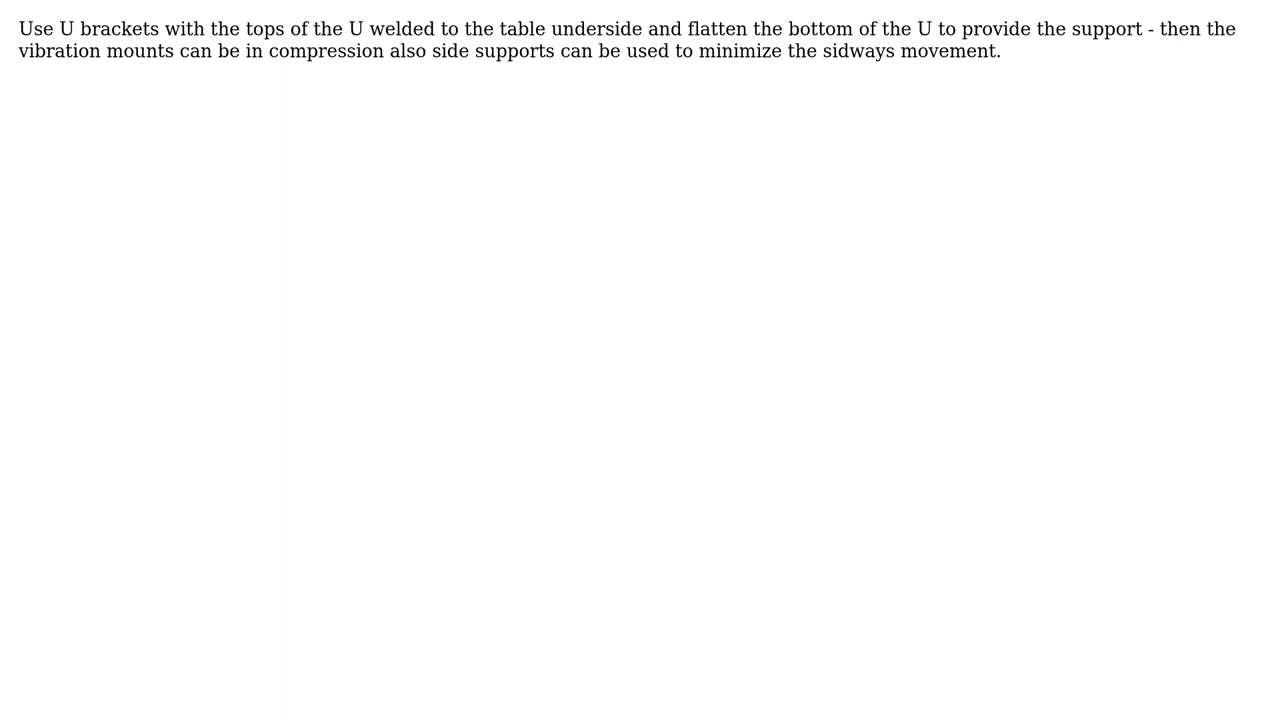 Use U brackets with the tops of the U welded to the table underside and flatten the bottom of the U to provide the support - then the
vibration mounts can be in compression also side supports can be used to minimize the sidways movement.